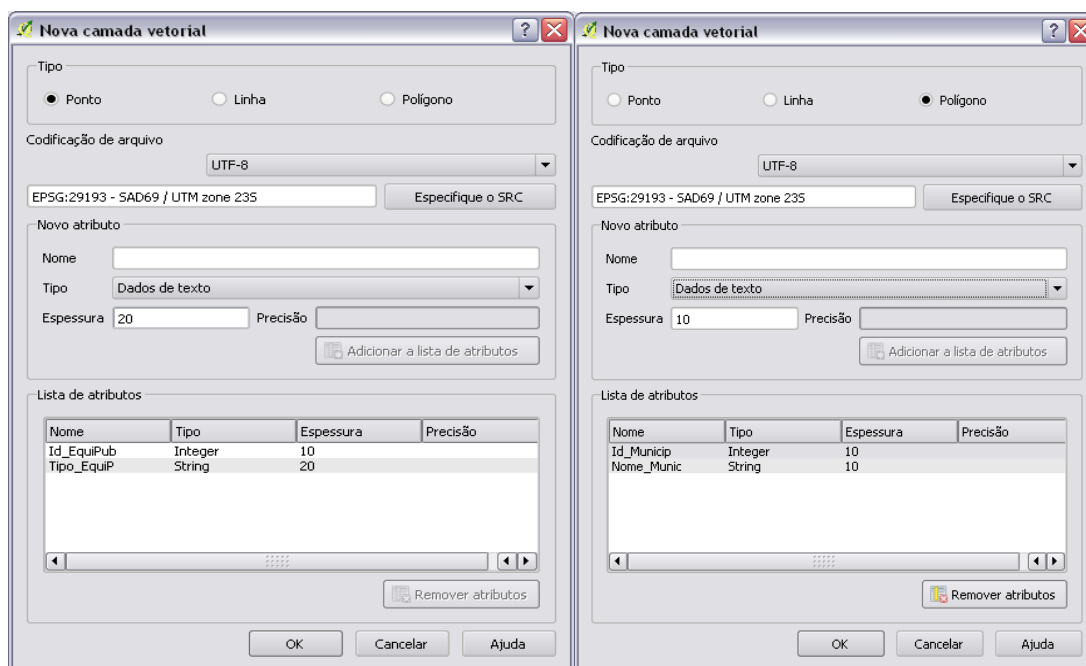 Nova camada vetorial
Tipo
Ponto Linha Polígono
Codificação de arquivo
UTF-8
EPSG:29193 - SAD69 / UTM zone 23S Especifique o SRC
Novo atributo
Nome
Tipo Dados de texto
Espessura 20 Precisão
Adicionar a lista de atributos
Lista de atributos
Nome Tipo Espessura Precisão
Id_EquiPub Integer 10
Tipo_EquiP String 20
Remover atributos
OK Cancelar Ajuda
Nova camada vetorial
Tipo
Ponto Linha Polígono
Codificação de arquivo
UTF-8
EPSG:29193 - SAD69 / UTM zone 23S Especifique o SRC
Novo atributo
Nome
Tipo Dados de texto
Espessura 10 Precisão
Adicionar a lista de atributos
Lista de atributos
Nome Tipo Espessura Precisão
Id_Municip Integer 10
Nome_Munic String 10
Remover atributos
OK Cancelar Ajuda